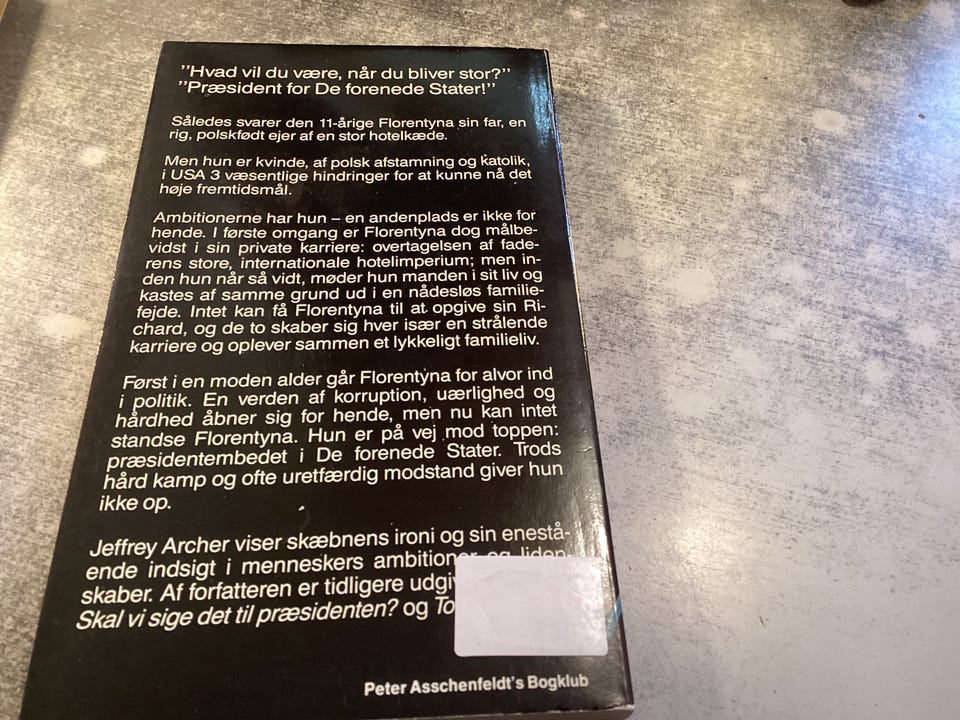 "Hvad vil du være, når du bliver stor?"
"Præsident for De forenede Stater!"
Således svarer den 11-årige Florentyna sin far, en
rig, polskfødt ejer af en stor hotelkæde.
Men hun er kvinde, af polsk afstamning og katolik,
i USA 3 væsentlige hindringer for at kunne nå det
høje fremtidsmål.
Ambitionerne har hun – en andenplads er ikke for
hende. I første omgang er Florentyna dog målbe-
vidst i sin private karriere: overtagelsen af fade-
rens store, internationale hotelimperium; men in-
den hun når så vidt, møder hun manden i sit liv og
kastes af samme grund ud i en nådesløs familie-
fejde. Intet kan få Florentyna til at opgive sin Ri-
chard, og de to skaber sig hver især en strålende
karriere og oplever sammen et lykkeligt familieliv.
Først i en moden alder går Florentyna for alvor ind
i politik. En verden af korruption, uærlighed og
hårdhed åbner sig for hende, men nu kan intet
standse Florentyna. Hun er på vej mod toppen:
præsidentembedet i De forenede Stater. Trods
hård kamp og ofte uretfærdig modstand giver hun
ikke op.
Jeffrey Archer viser skæbnens ironi og sin enestå-
ende indsigt i menneskers ambitioner og liden-
skaber. Af forfatteren er tidligere
Skal vi sige det til præsidenten? og
Peter Asschenfeldt's Bogklub